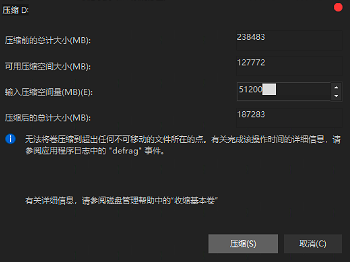 压缩 D:
压缩前的总计大小(MB): 238483
可用压缩空间大小(MB): 127772
输入压缩空间量(MB)(E): 51200
压缩后的总计大小(MB): 187283
无法将卷压缩到超出任何不可移动的文件所在的点。有关完成该操作时间的详细信息，请
参阅应用程序日志中的 "defrag" 事件。
有关详细信息，请参阅磁盘管理帮助中的"收缩基本卷"
压缩(S) 取消(C)